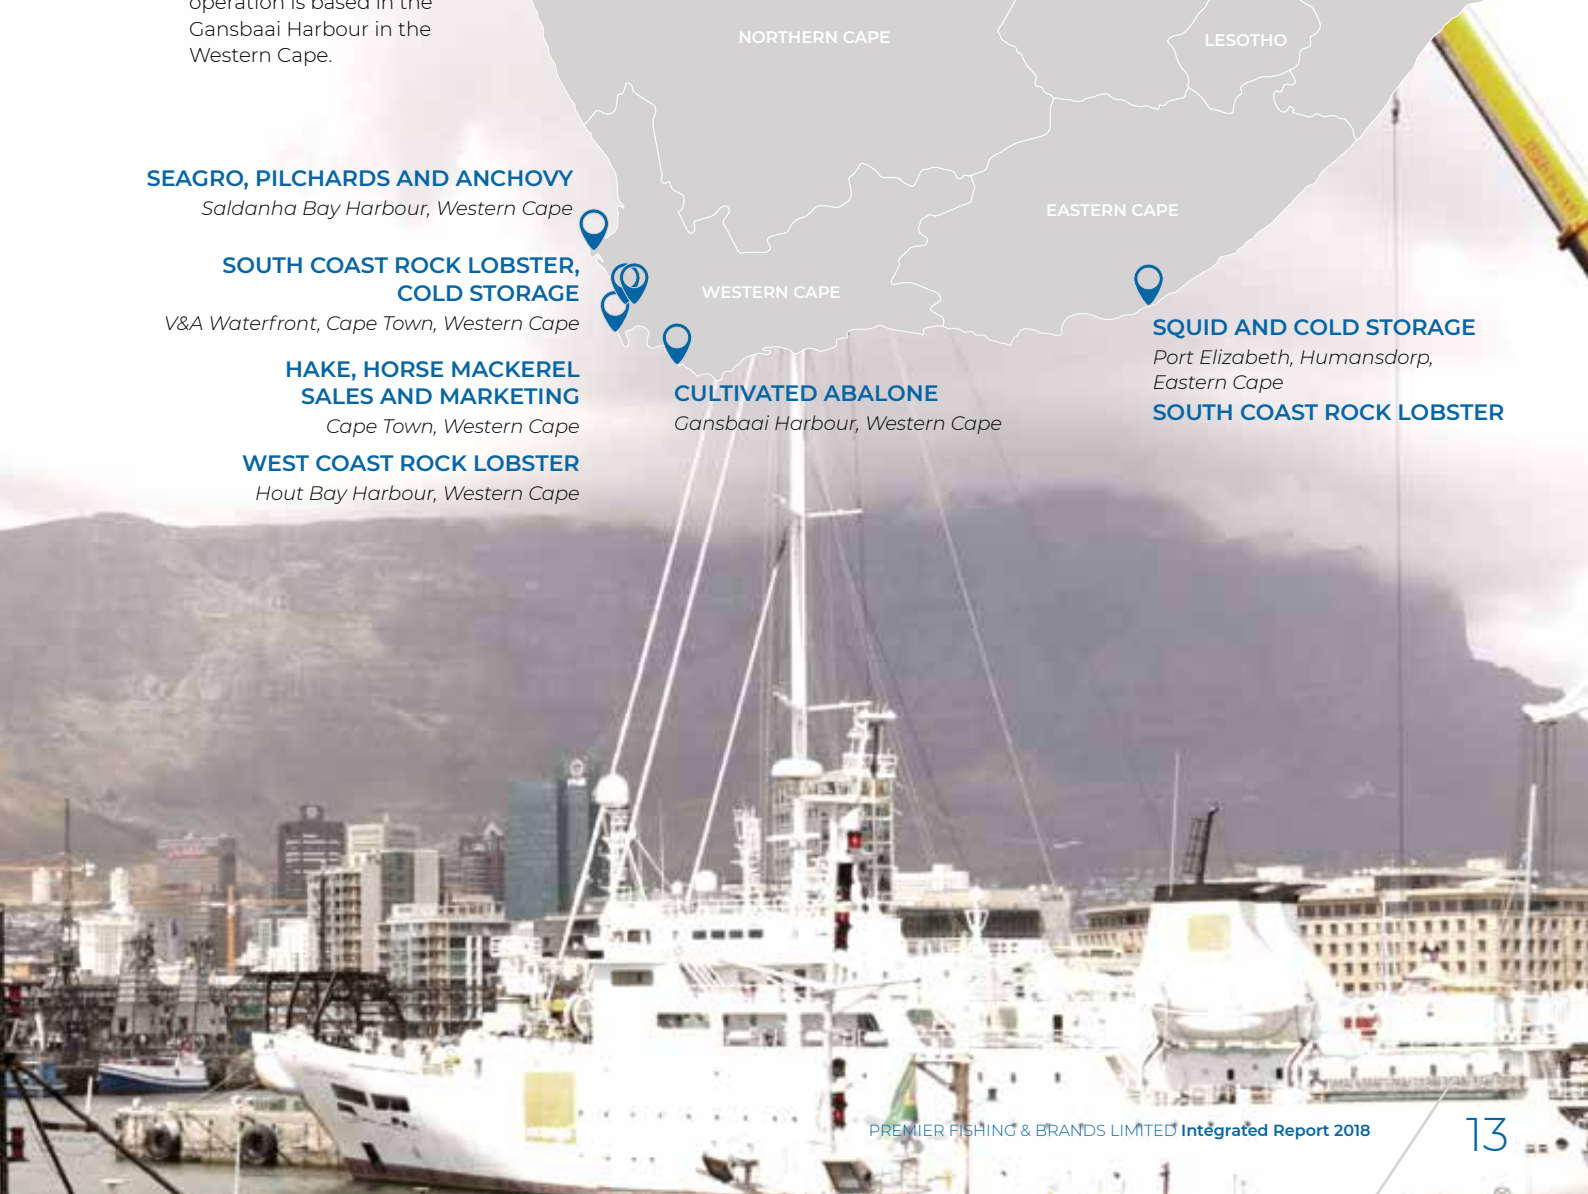 operation is based in the
Gansbaai Harbour in the
Western Cape.
NORTHERN CAPE
LESOTHO
SEAGRO, PILCHARDS AND ANCHOVY
Saldanha Bay Harbour, Western Cape
EASTERN CAPE
SOUTH COAST ROCK LOBSTER,
COLD STORAGE
V&A Waterfront, Cape Town, Western Cape
WESTERN CAPE
HAKE, HORSE MACKEREL
SALES AND MARKETING
Cape Town, Western Cape
WEST COAST ROCK LOBSTER
Hout Bay Harbour, Western Cape
CULTIVATED ABALONE
Gansbaai Harbour, Western Cape
SQUID AND COLD STORAGE
Port Elizabeth, Humansdorp,
Eastern Cape
SOUTH COAST ROCK LOBSTER
PREMIER FISHING & BRANDS LIMITED Integrated Report 2018
13